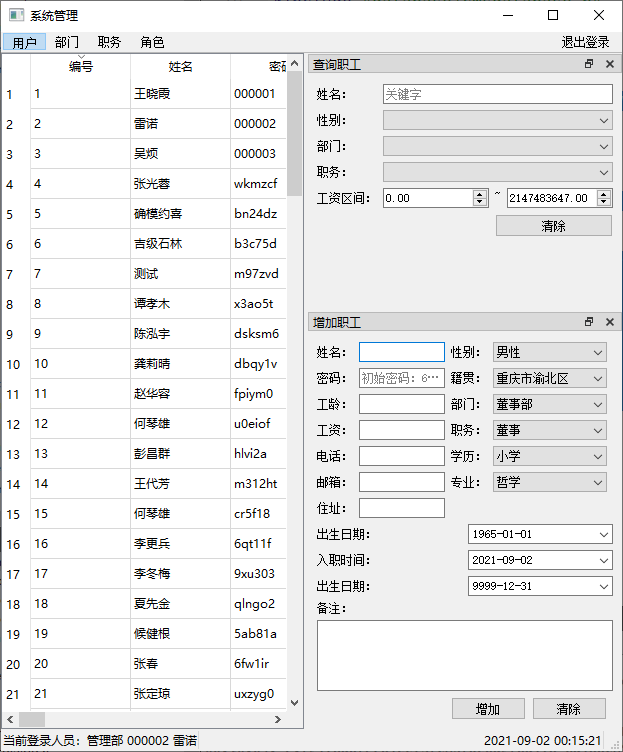 系统管理
用户 部门 职务 角色 退出登录
编号 姓名 密码
1 1 王晓霞 000001
2 2 雷诺 000002
3 3 吴烦 000003
4 4 张光蓉 wkmzcf
5 5 确模约喜 bn24dz
6 6 吉级石林 b3c75d
7 7 测试 m97zvd
8 8 谭孝木 x3ao5t
9 9 陈泓宇 dsksm6
10 10 龚莉晴 dbqy1v
11 11 赵华容 fpiym0
12 12 何琴雄 u0eiof
13 13 彭昌群 hlvi2a
14 14 王代芳 m312ht
15 15 何琴雄 cr5f18
16 16 李更兵 6qt11f
17 17 李冬梅 9xu303
18 18 夏先金 qlngo2
19 19 候健根 5ab81a
20 20 张春 6fw1ir
21 21 张定琼 uxzyg0
查询职工
姓名: 关键字
性别:
部门:
职务:
工资区间: 0.00 ~ 2147483647.00
清除
增加职工
姓名: 性别: 男性
密码: 初始密码: 6··· 籍贯: 重庆市渝北区
工龄: 部门: 董事部
工资: 职务: 董事
电话: 学历: 小学
邮箱: 专业: 哲学
住址:
出生日期: 1965-01-01
入职时间: 2021-09-02
出生日期: 9999-12-31
备注:
增加 清除
当前登录人员: 管理部 000002 雷诺 2021-09-02 00:15:21